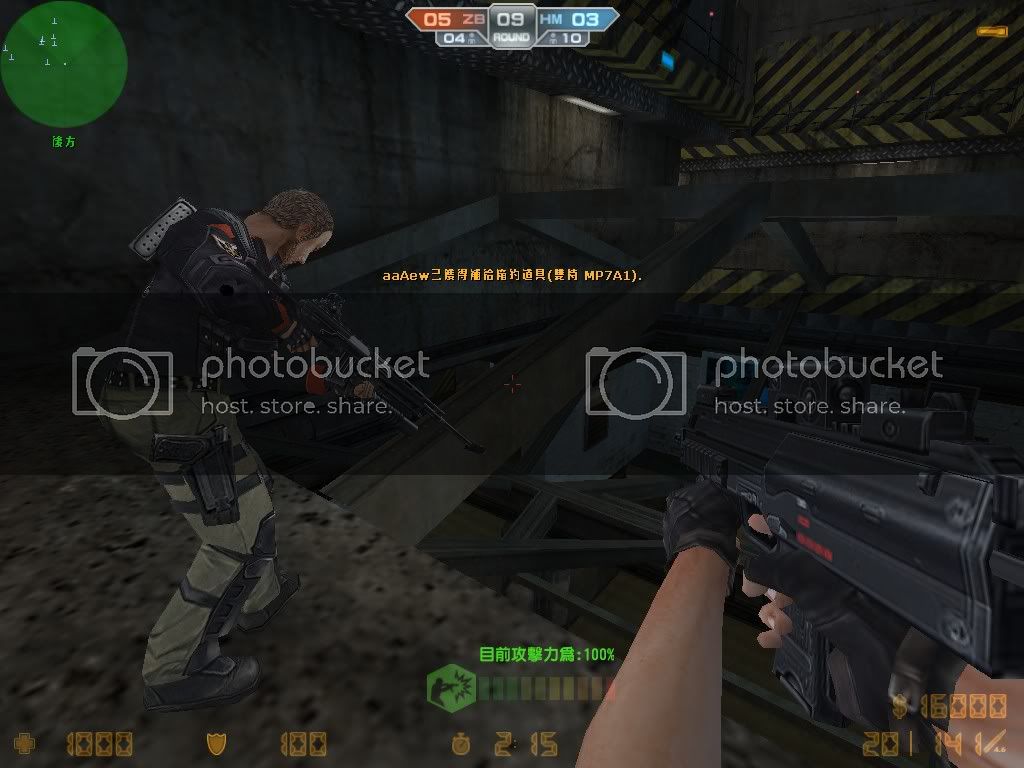 05 ZB 09 HM 03
04 ROUND 10
後方
aaAew已獲得補給箱的道具(雙持 MP7A1).
photobucket
host. store. share.
photobucket
host. store. share.
目前攻擊力為:100%
$ 16000
1000 100 2:15 20| 141